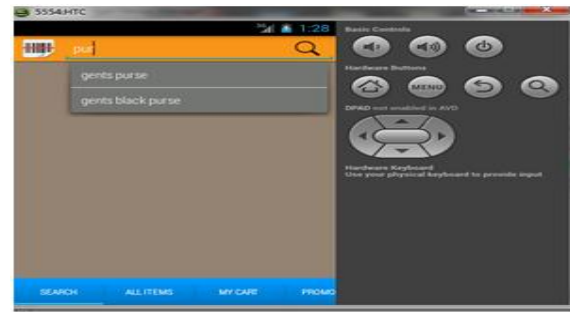 5554:HTC
3G 1:28
pur
gents purse
gents black purse
SEARCH ALL ITEMS MY CART PROMO
Basic Controls
Hardware Buttons
MENU
DPAD not enabled in AVD
Hardware Keyboard
Use your physical keyboard to provide input